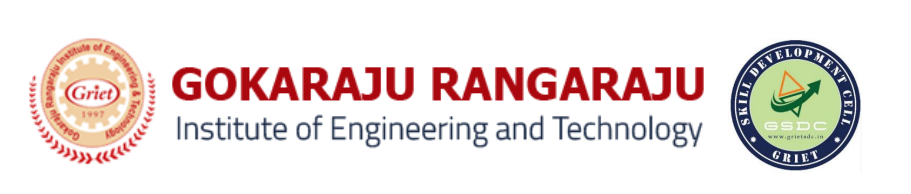 Gokaraju Rangaraju Institute of Engineering & Technology
Griet
1997
GOKARAJU RANGARAJU
Institute of Engineering and Technology
SKILL DEVELOPMENT CELL
GSDC
www.grietsdc.in
GRIET